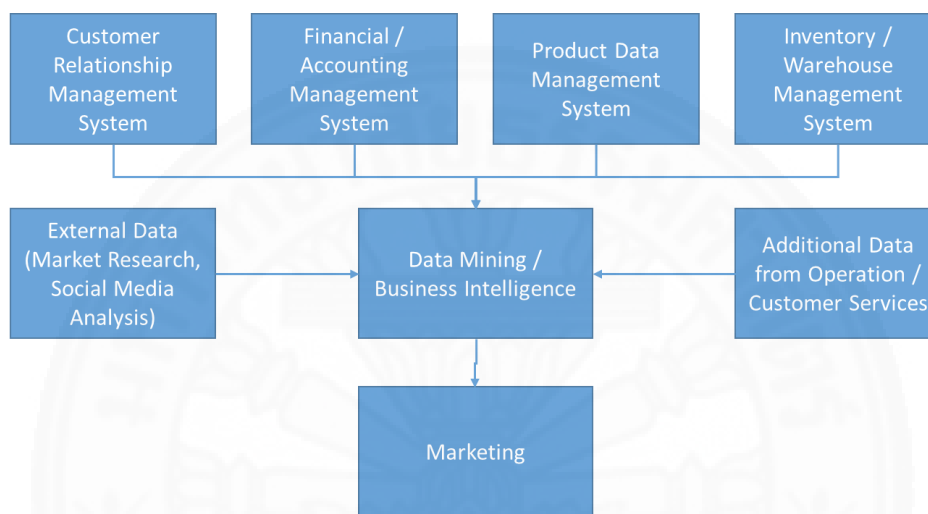 Customer
Relationship
Management
System
Financial /
Accounting
Management
System
Product Data
Management
System
Inventory /
Warehouse
Management
System
External Data
(Market Research,
Social Media
Analysis)
Data Mining /
Business Intelligence
Additional Data
from Operation /
Customer Services
Marketing